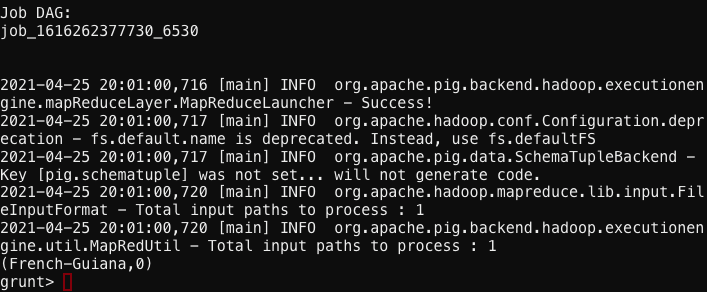 Job DAG:
job_1616262377730_6530
2021-04-25 20:01:00,716 [main] INFO  org.apache.pig.backend.hadoop.executionen
gine.mapReduceLayer.MapReduceLauncher - Success!
2021-04-25 20:01:00,717 [main] INFO  org.apache.hadoop.conf.Configuration.depr
ecation - fs.default.name is deprecated. Instead, use fs.defaultFS
2021-04-25 20:01:00,717 [main] INFO  org.apache.pig.data.SchemaTupleBackend -
Key [pig.schematuple] was not set... will not generate code.
2021-04-25 20:01:00,720 [main] INFO  org.apache.hadoop.mapreduce.lib.input.Fil
eInputFormat - Total input paths to process : 1
2021-04-25 20:01:00,720 [main] INFO  org.apache.pig.backend.hadoop.executionen
gine.util.MapRedUtil - Total input paths to process : 1
(French-Guiana,0)
grunt>